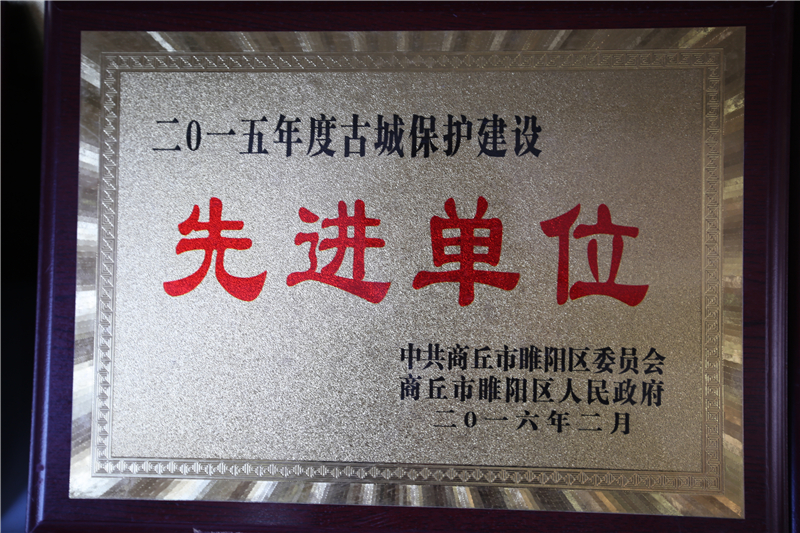 二0一五年度古城保护建设
先进单位
中共商丘市睢阳区委员会
商丘市睢阳区人民政府
二0一六年二月